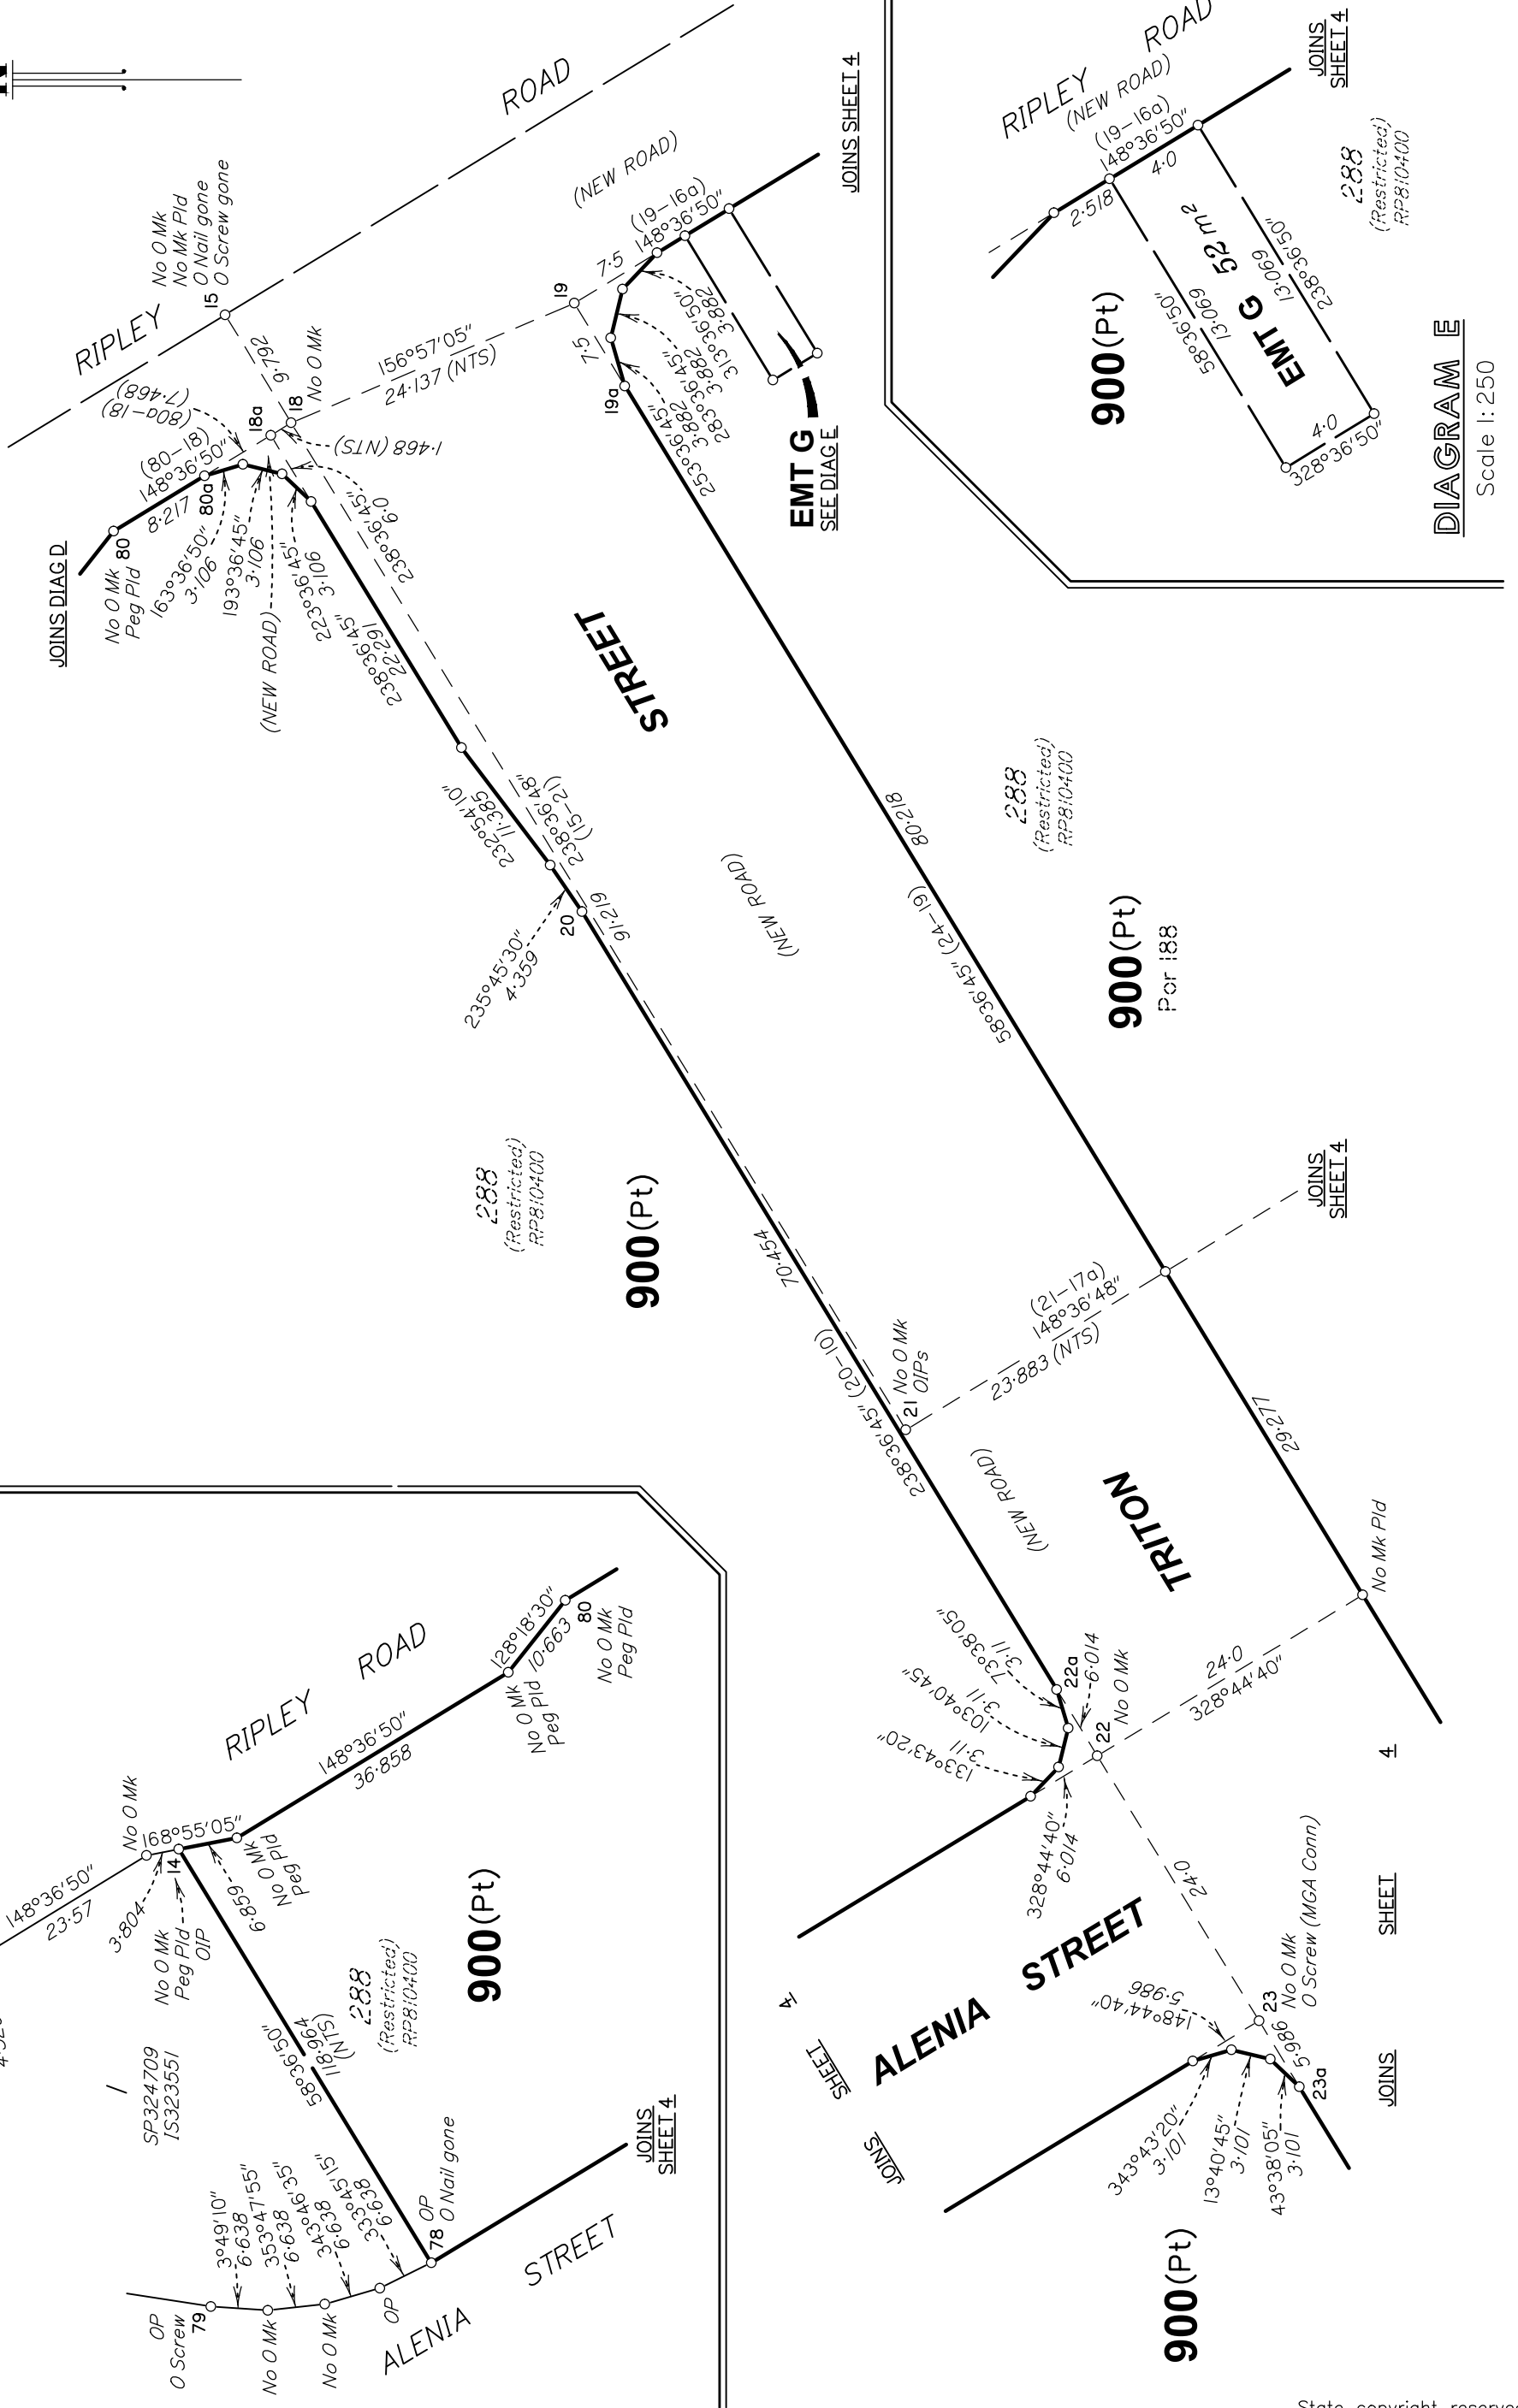 RIPLEY
ROAD
No O Mk
No Mk Pld
O Nail gone
O Screw gone
15
9·792
18
No O Mk
18a
(80a-18)
(7·468)
1·468 (NTS)
(80-18)
148°36'50"
8·217
80a
80
No O Mk
Peg Pld
JOINS DIAG D
163°36'50"
3·106
193°36'45"
3·106
(NEW ROAD)
223°36'45"
3·106
238°36'45"
22·291
238°36'45"
6·0
156°57'05"
24·137 (NTS)
19
7·5
7·5
(NEW ROAD)
(19-16a)
148°36'50"
JOINS SHEET 4
19a
313°36'50"
3·882
283°36'45"
3·882
253°36'45"
3·882
EMT G
SEE DIAG E
STREET
232°54'10"
11·385
238°36'48"
(15-21)
91·219
20
235°45'30"
4·359
(NEW ROAD)
80·218
58°36'45" (24-19)
288
(Restricted)
RP810400
900(Pt)
Por 188
288
(Restricted)
RP810400
900(Pt)
70·454
238°36'45" (20-10)
21
No O Mk
OIPs
(21-17a)
148°36'48"
23·883 (NTS)
JOINS
SHEET 4
(NEW ROAD)
TRITON
29·277
No Mk Pld
73°38'05"
3·11
103°40'45"
3·11
133°43'20"
3·11
22a
6·014
22
No O Mk
328°44'40"
6·014
24·0
328°44'40"
24·0
ALENIA STREET
JOINS SHEET 4
148°44'40"
5·986
23
No O Mk
O Screw (MGA Conn)
5·986
23a
343°43'20"
3·101
13°40'45"
3·101
43°38'05"
3·101
JOINS SHEET 4
900(Pt)
RIPLEY
ROAD
(NEW ROAD)
(19-16a)
148°36'50"
4·0
2·518
JOINS
SHEET 4
288
(Restricted)
RP810400
900(Pt)
58°36'50"
13·069
EMT G 52 m²
13·069
238°36'50"
4·0
328°36'50"
DIAGRAM E
Scale 1:250
RIPLEY ROAD
148°36'50"
23·57
No O Mk
168°55'05"
3·804
14
No O Mk
Peg Pld
OIP
6·859
No O Mk
Peg Pld
148°36'50"
36·858
128°18'30"
10·663
No O Mk
Peg Pld
80
No O Mk
Peg Pld
900(Pt)
288
(Restricted)
RP810400
58°36'50"
118·964
(NTS)
1
SP324709
IS323551
3°49'10"
6·638
353°47'55"
6·638
343°46'35"
6·638
333°45'15"
6·638
OP
O Screw
79
No O Mk
No O Mk
OP
78
OP
O Nail gone
ALENIA
STREET
JOINS
SHEET 4